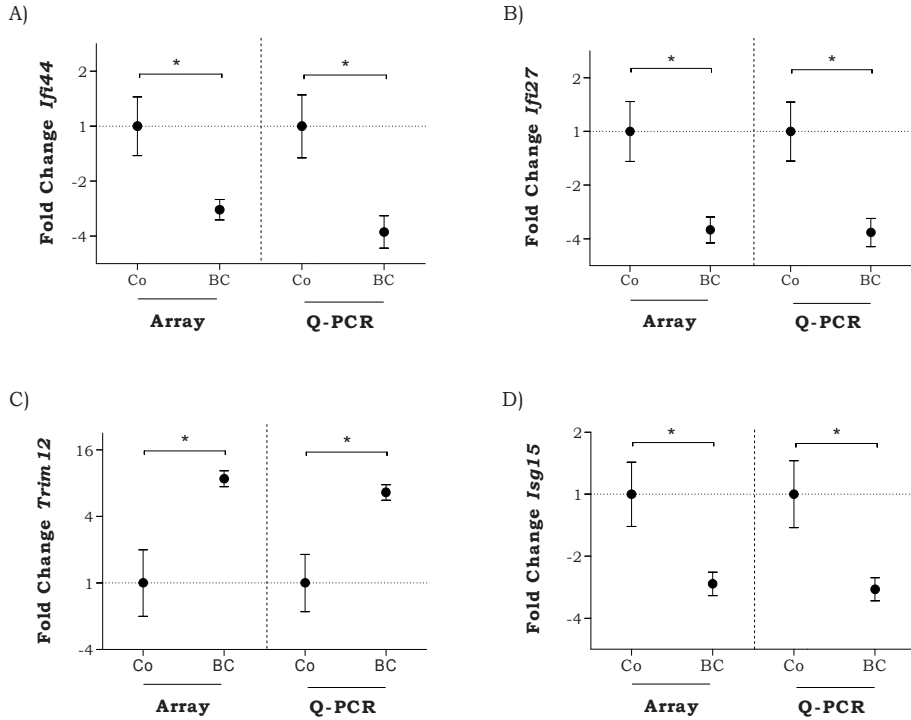 A)
Fold Change Ifi44
2
1
-2
-4
*
*
Co
BC
Co
BC
Array
Q-PCR
B)
Fold Change Ifi27
2
1
-2
-4
*
*
Co
BC
Co
BC
Array
Q-PCR
C)
Fold Change Trim12
16
4
1
-4
*
*
Co
BC
Co
BC
Array
Q-PCR
D)
Fold Change Isg15
2
1
-2
-4
*
*
Co
BC
Co
BC
Array
Q-PCR